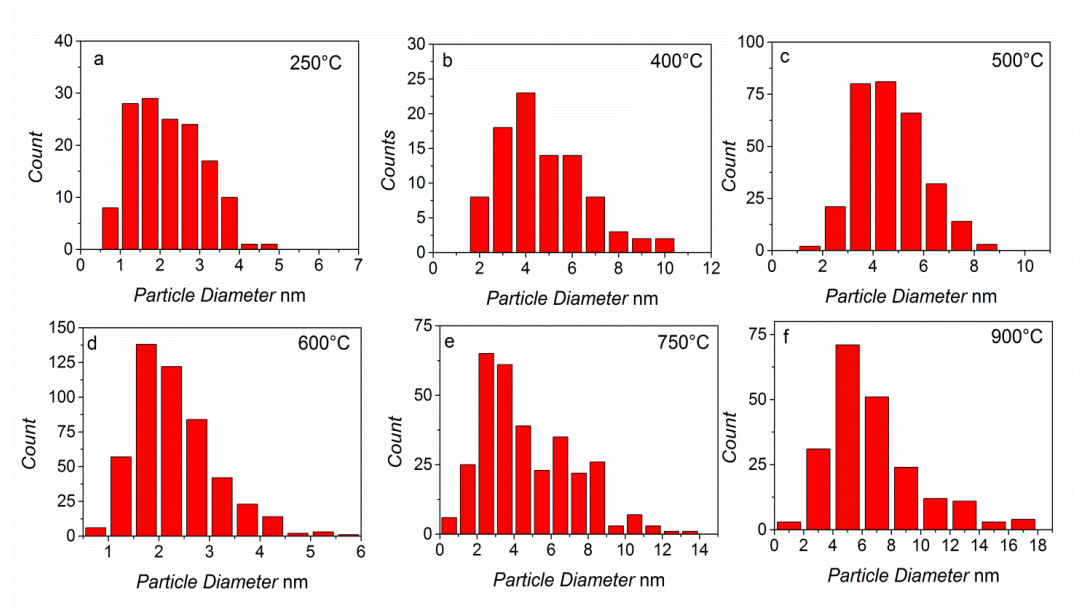 a
250°C
40
30
20
10
0
Count
0 1 2 3 4 5 6 7
Particle Diameter nm
b
400°C
30
25
20
15
10
5
0
Counts
0 2 4 6 8 10 12
Particle Diameter nm
c
500°C
100
75
50
25
0
Count
0 2 4 6 8 10
Particle Diameter nm
d
600°C
150
125
100
75
50
25
0
Count
1 2 3 4 5 6
Particle Diameter nm
e
750°C
75
50
25
0
Count
0 2 4 6 8 10 12 14
Particle Diameter nm
f
900°C
75
50
25
0
Count
0 2 4 6 8 10 12 14 16 18
Particle Diameter nm